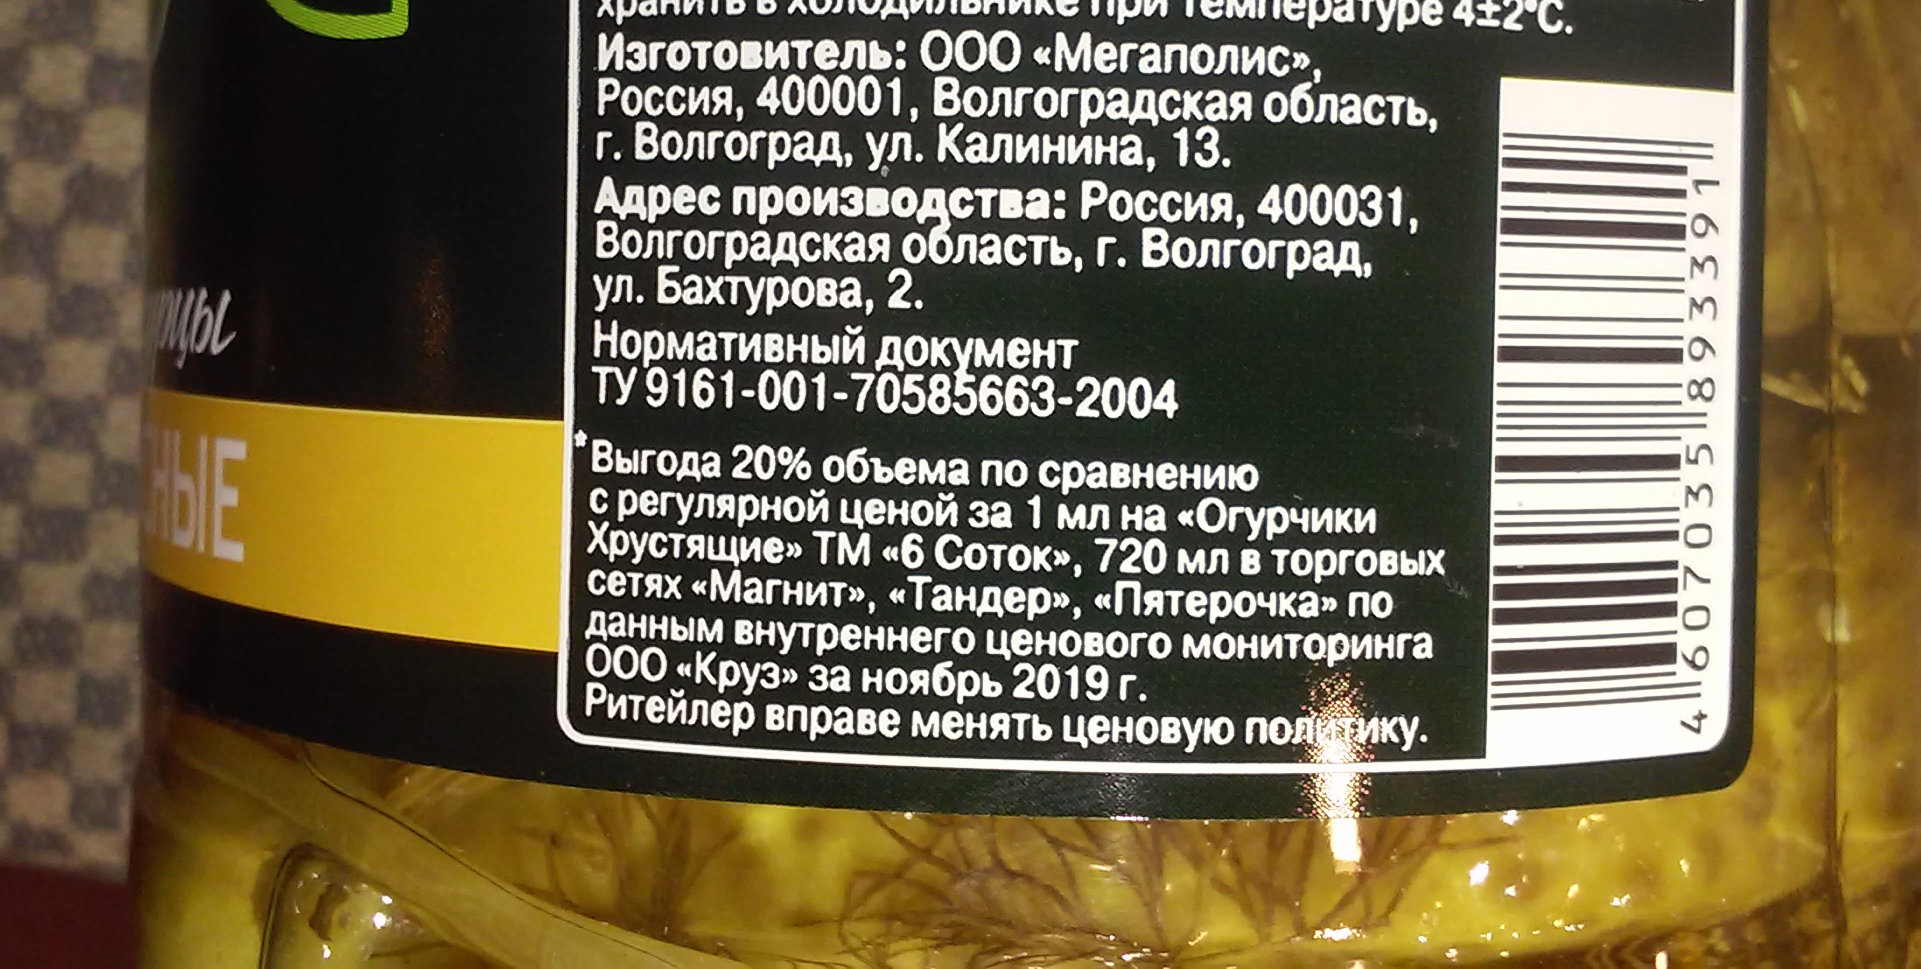 хранить в холодильнике при температуре 4±2°С.
Изготовитель: ООО «Мегаполис»,
Россия, 400001, Волгоградская область,
г. Волгоград, ул. Калинина, 13.
Адрес производства: Россия, 400031,
Волгоградская область, г. Волгоград,
ул. Бахтурова, 2.
Нормативный документ
ТУ 9161-001-70585663-2004
*Выгода 20% объема по сравнению
с регулярной ценой за 1 мл на «Огурчики
Хрустящие» ТМ «6 Соток», 720 мл в торговых
сетях «Магнит», «Тандер», «Пятерочка» по
данным внутреннего ценового мониторинга
ООО «Круз» за ноябрь 2019 г.
Ритейлер вправе менять ценовую политику.
4 607035 893391